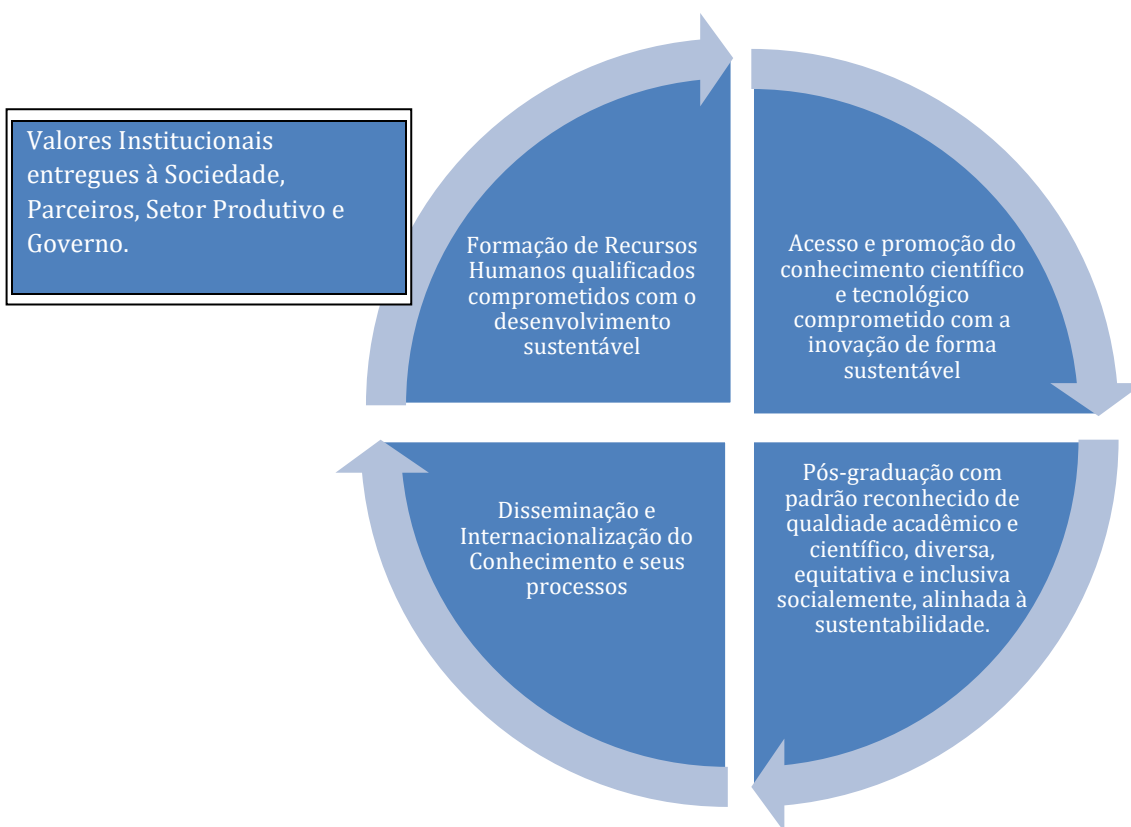 Valores Institucionais
entregues à Sociedade,
Parceiros, Setor Produtivo e
Governo.
Formação de Recursos
Humanos qualificados
comprometidos com o
desenvolvimento
sustentável
Acesso e promoção do
conhecimento científico
e tecnológico
comprometido com a
inovação de forma
sustentável
Disseminação e
Internacionalização do
Conhecimento e seus
processos
Pós-graduação com
padrão reconhecido de
qualdiade acadêmico e
científico, diversa,
equitativa e inclusiva
socialemente, alinhada à
sustentabilidade.